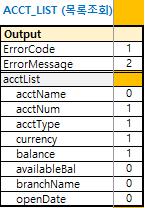 ACCT_LIST (목록조회)
Output
ErrorCode 1
ErrorMessage 2
acctList
acctName 0
acctNum 1
acctType 1
currency 1
balance 1
availableBal 0
branchName 0
openDate 0